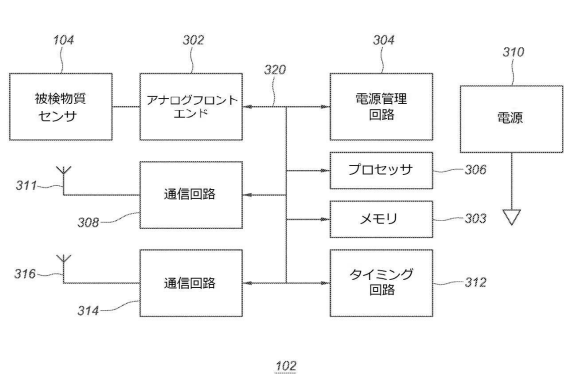 104
302
304
310
320
被検物質
センサ
アナログフロント
エンド
電源管理
回路
電源
311
通信回路
308
プロセッサ
306
メモリ
303
316
通信回路
314
タイミング
回路
312
102